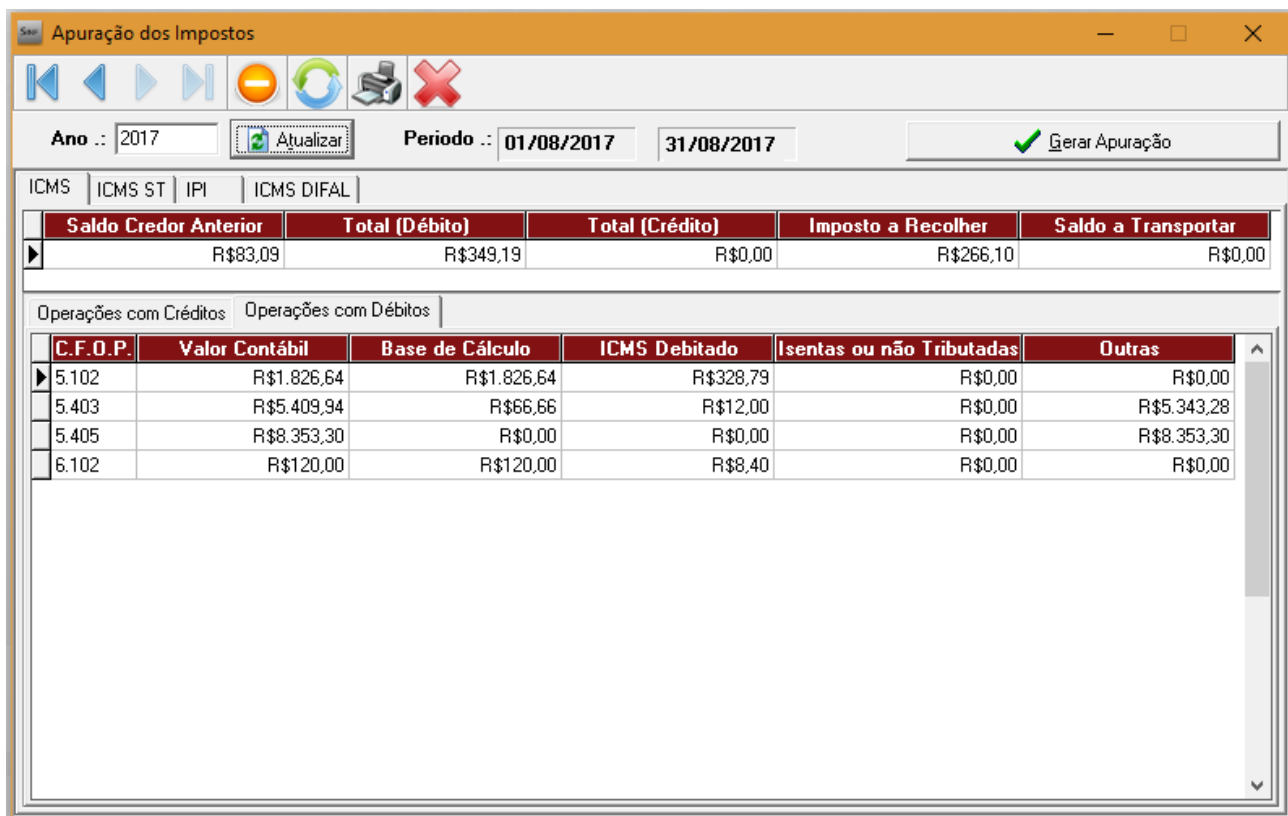 Apuração dos Impostos
Ano .: 2017 Atualizar Periodo .: 01/08/2017 31/08/2017 Gerar Apuração
ICMS ICMS ST IPI ICMS DIFAL
Saldo Credor Anterior Total (Débito) Total (Crédito) Imposto a Recolher Saldo a Transportar
R$83,09 R$349,19 R$0,00 R$266,10 R$0,00
Operações com Créditos Operações com Débitos
C.F.O.P. Valor Contábil Base de Cálculo ICMS Debitado Isentas ou não Tributadas Outras
5.102 R$1.826,64 R$1.826,64 R$328,79 R$0,00 R$0,00
5.403 R$5.409,94 R$66,66 R$12,00 R$0,00 R$5.343,28
5.405 R$8.353,30 R$0,00 R$0,00 R$0,00 R$8.353,30
6.102 R$120,00 R$120,00 R$8,40 R$0,00 R$0,00